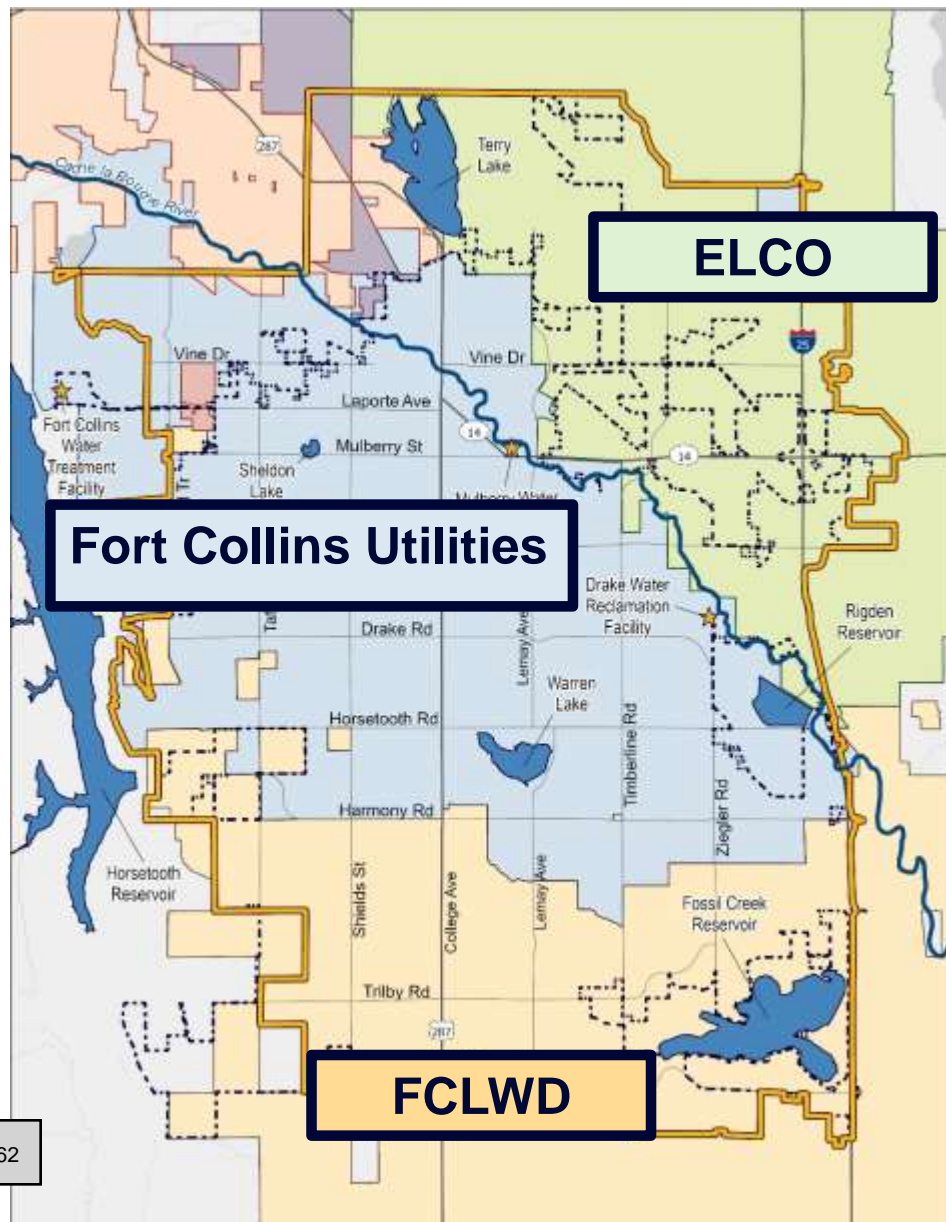 287
Terry
Lake
Cache la Poudre River
ELCO
25
Vine Dr
Vine Dr
Laporte Ave
Fort Collins
Water
Treatment
Facility
14
Mulberry St
14
Sheldon
Lake
Mulberry Water
Fort Collins Utilities
Drake Water
Reclamation
Facility
Rigden
Reservoir
Drake Rd
Lemay Ave
Warren
Lake
Horsetooth Rd
Timberline Rd
Ziegler Rd
Harmony Rd
Horsetooth
Reservoir
Shields St
College Ave
Lemay Ave
Fossil Creek
Reservoir
Trilby Rd
287
FCLWD
62